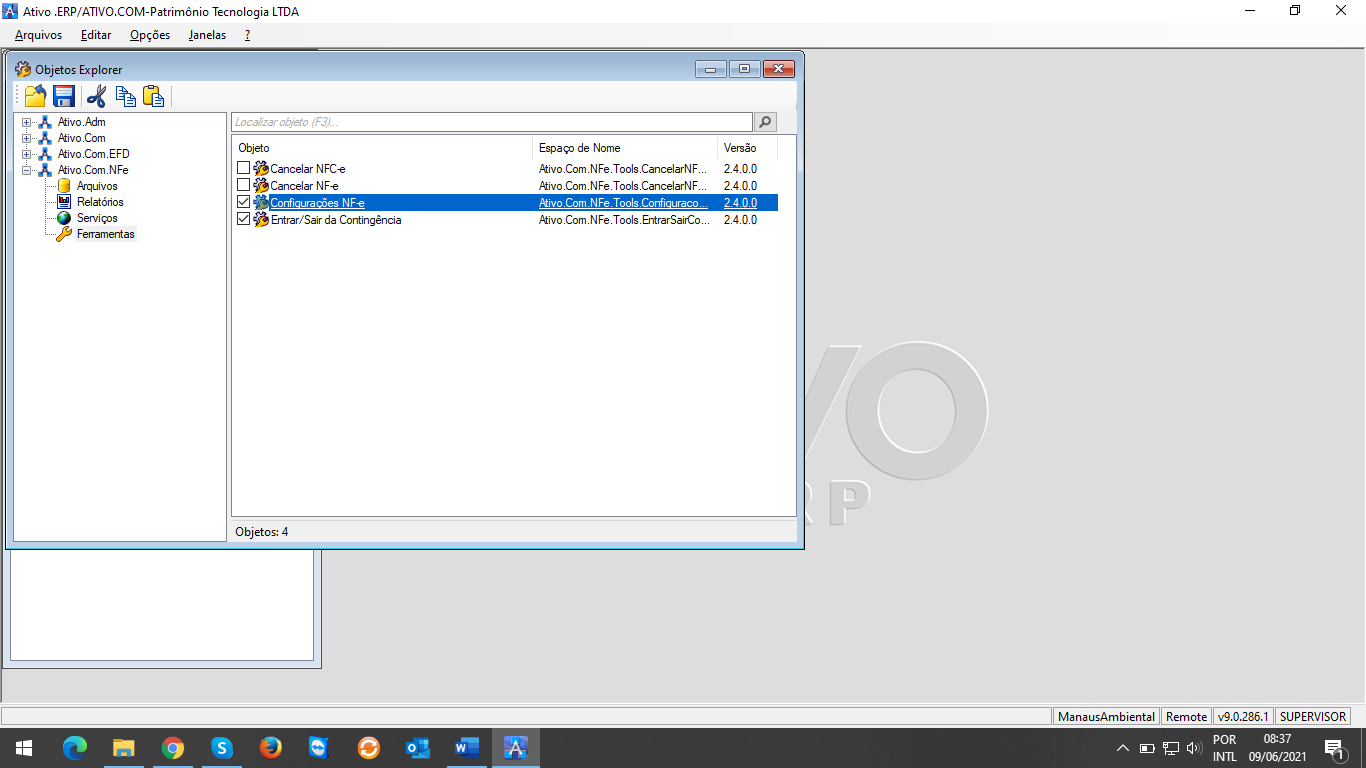 Ativo .ERP/ATIVO.COM-Patrimônio Tecnologia LTDA
Arquivos Editar Opções Janelas ?
Objetos Explorer
Ativo.Adm
Ativo.Com
Ativo.Com.EFD
Ativo.Com.NFe
Arquivos
Relatórios
Serviços
Ferramentas
Localizar objeto (F3)...
Objeto Espaço de Nome Versão
Cancelar NFC-e Ativo.Com.NFe.Tools.CancelarNF... 2.4.0.0
Cancelar NF-e Ativo.Com.NFe.Tools.CancelarNF... 2.4.0.0
Configurações NF-e Ativo.Com.NFe.Tools.Configuraco... 2.4.0.0
Entrar/Sair da Contingência Ativo.Com.NFe.Tools.EntrarSairCo... 2.4.0.0
Objetos: 4
VO
RP
ManausAmbiental Remote v9.0.286.1 SUPERVISOR
POR 08:37
INTL 09/06/2021 1